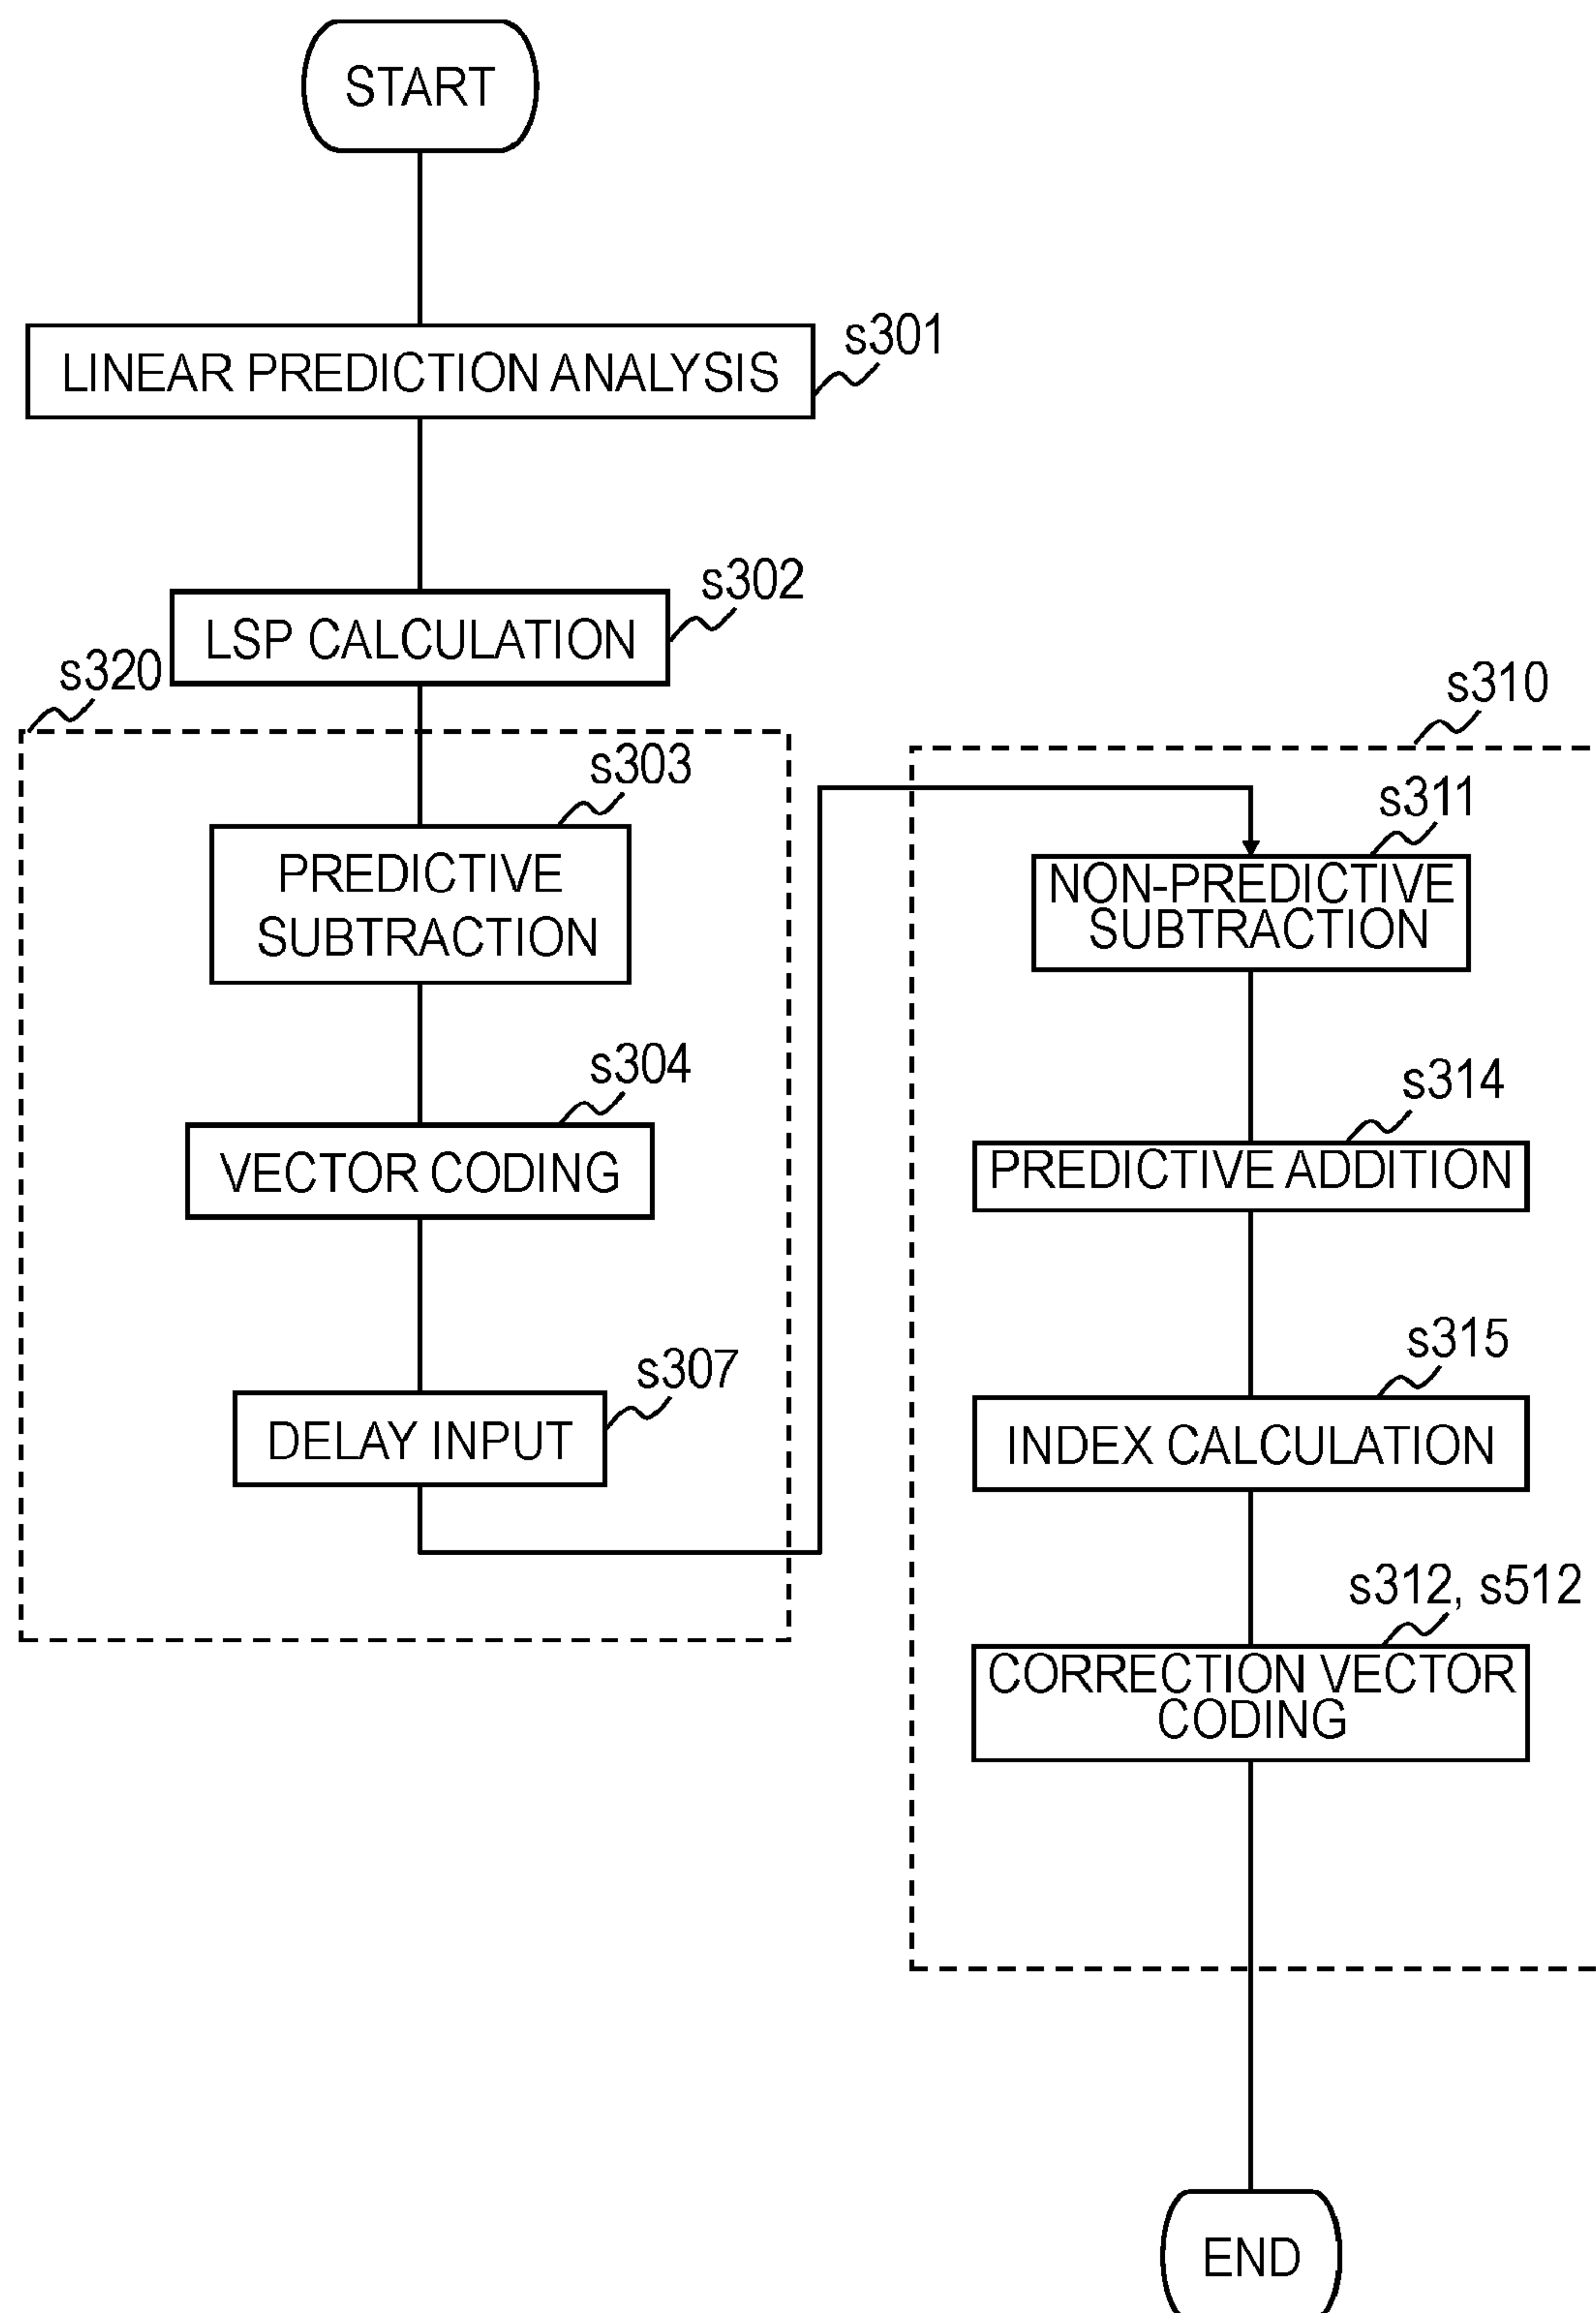 START
s301
LINEAR PREDICTION ANALYSIS
s302
LSP CALCULATION
s320
s303
PREDICTIVE
SUBTRACTION
s304
VECTOR CODING
s307
DELAY INPUT
s310
s311
NON-PREDICTIVE
SUBTRACTION
s314
PREDICTIVE ADDITION
s315
INDEX CALCULATION
s312, s512
CORRECTION VECTOR
CODING
END